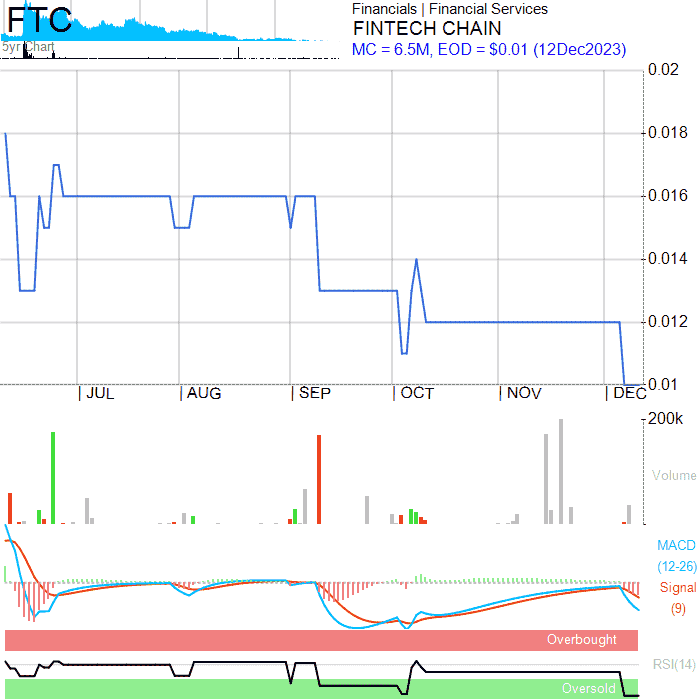 FTC
5yr Chart
Financials | Financial Services
FINTECH CHAIN
MC = 6.5M, EOD = $0.01 (12Dec2023)
0.02
0.018
0.016
0.014
0.012
0.01
| JUL | AUG | SEP | OCT | NOV | DEC
200k
Volume
MACD
(12-26)
Signal
(9)
Overbought
RSI(14)
Oversold